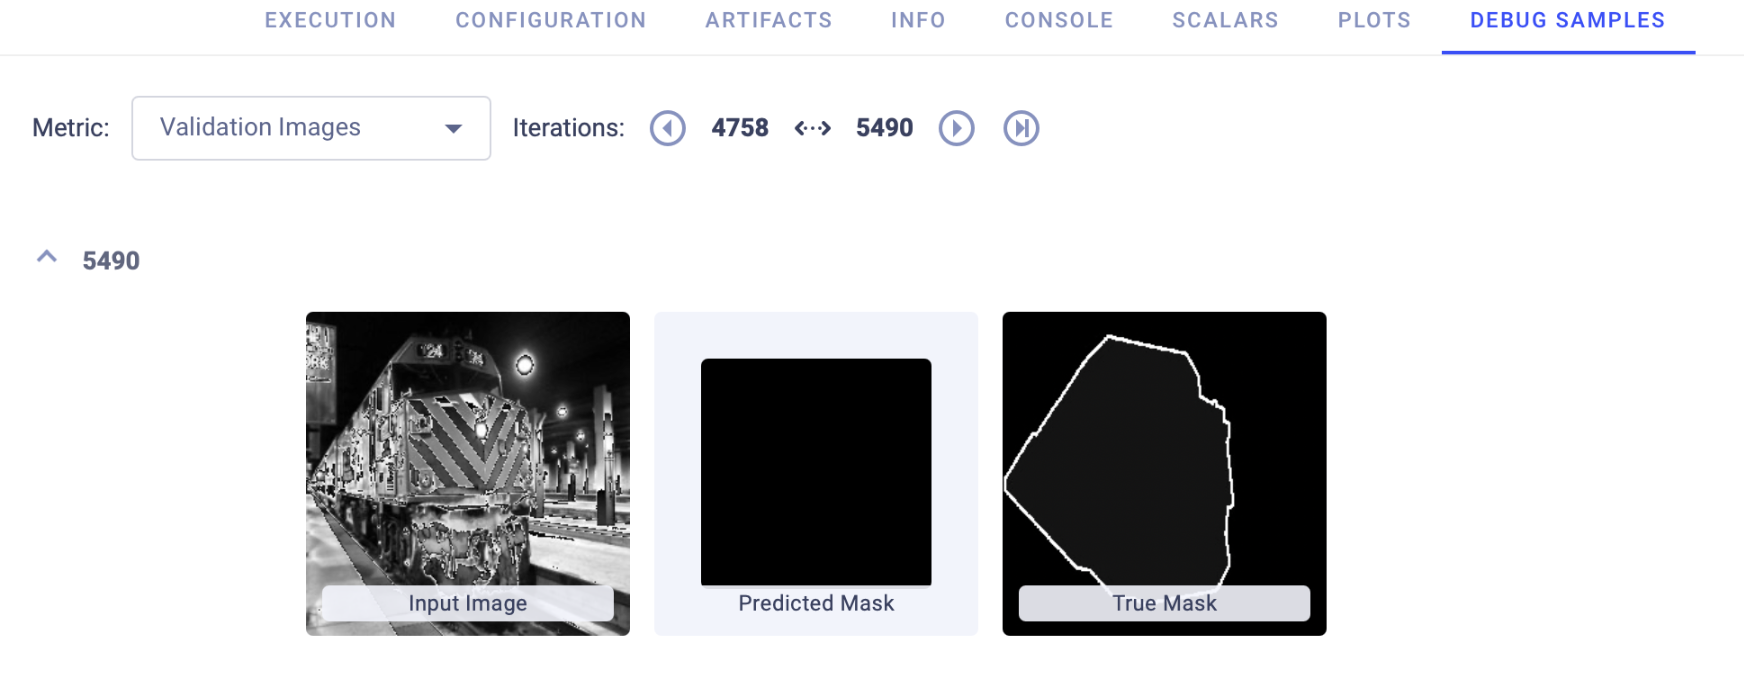 EXECUTION CONFIGURATION ARTIFACTS INFO CONSOLE SCALARS PLOTS DEBUG SAMPLES
Metric: Validation Images Iterations: 4758 5490
5490
24
Input Image
Predicted Mask
True Mask